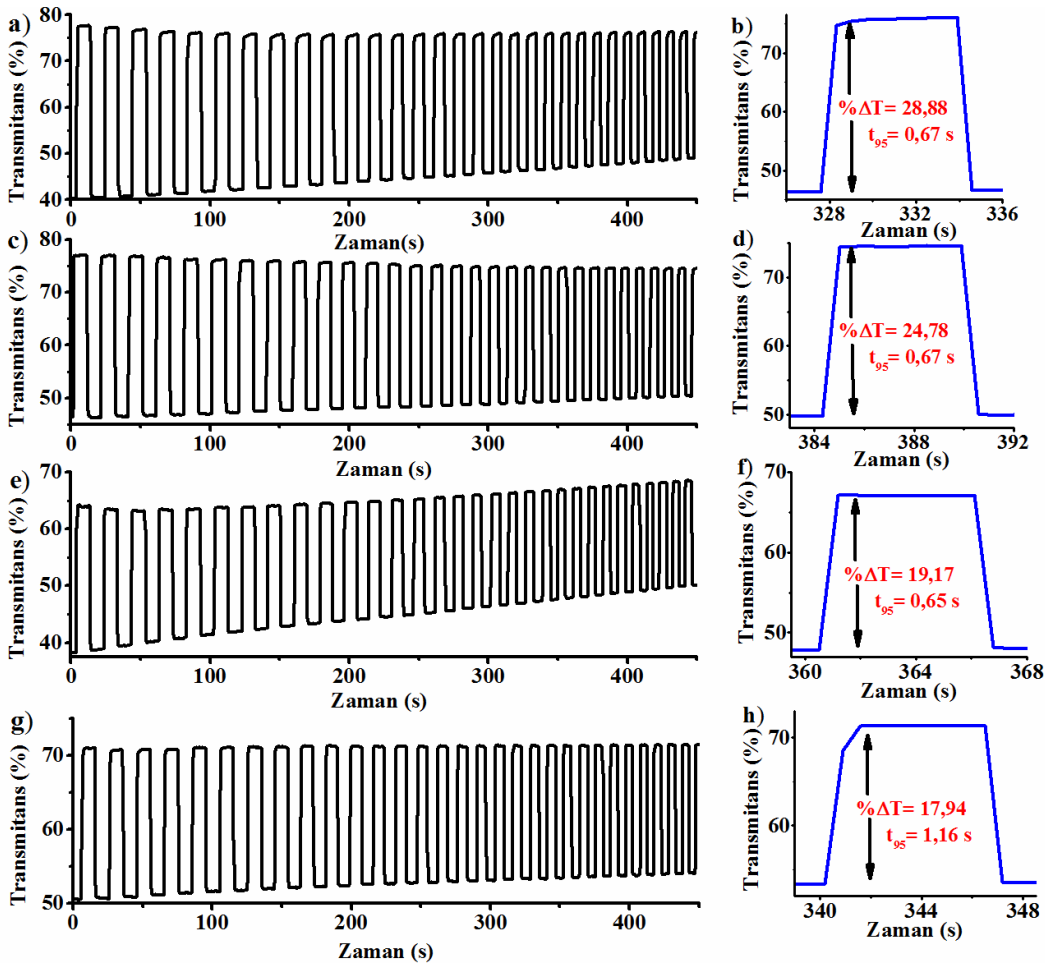 a)
Transmitans (%)
80
70
60
50
40
0
100
200
300
400
Zaman(s)
b)
Transmitans (%)
70
60
50
%ΔT= 28,88
t95= 0,67 s
328
332
336
Zaman (s)
c)
Transmitans (%)
80
70
60
50
0
100
200
300
400
Zaman (s)
d)
Transmitans (%)
70
60
50
%ΔT= 24,78
t95= 0,67 s
384
388
392
Zaman (s)
e)
Transmitans (%)
70
60
50
40
0
100
200
300
400
Zaman (s)
f)
Transmitans (%)
70
60
50
%ΔT= 19,17
t95= 0,65 s
360
364
368
Zaman (s)
g)
Transmitans (%)
70
60
50
0
100
200
300
400
Zaman (s)
h)
Transmitans (%)
70
60
%ΔT= 17,94
t95= 1,16 s
340
344
348
Zaman (s)